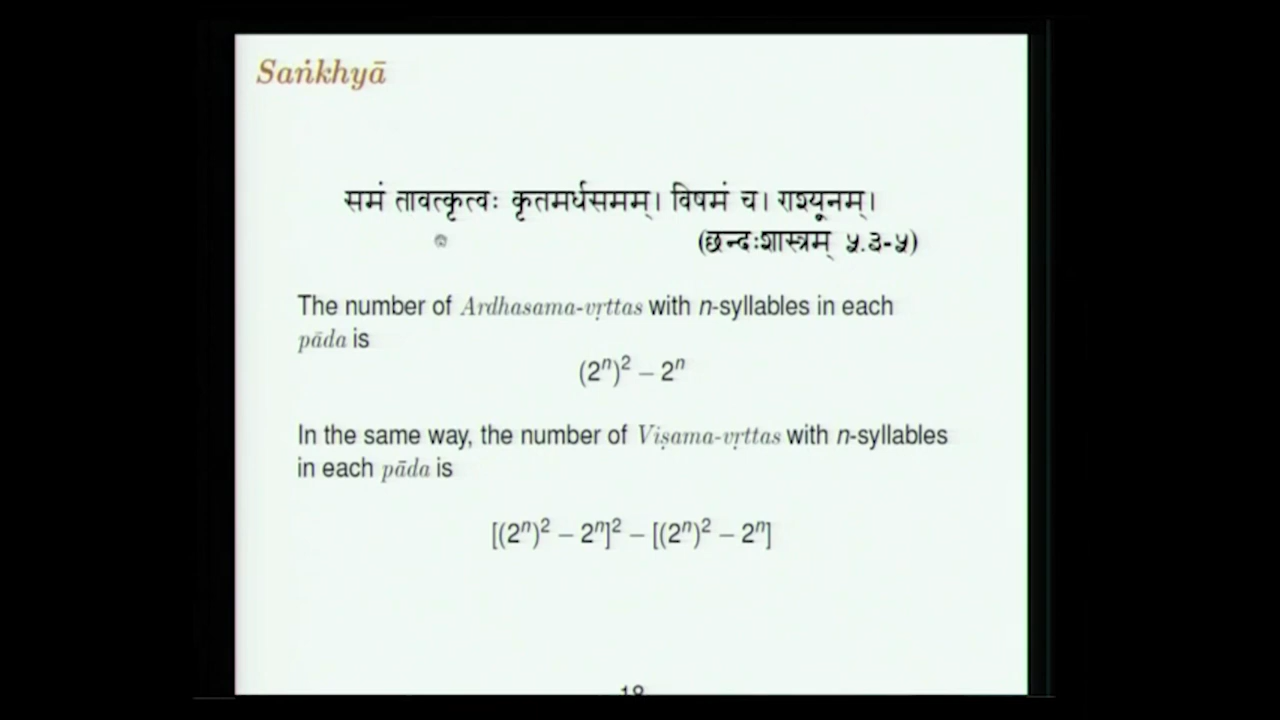 Saṅkhyā
समं तावत्कृत्वः कृतमर्धसमम्। विषमं च। राश्यूनम्।
(छन्दःशास्त्रम् ५.३-५)
The number of Ardhasama-vṛttas with n-syllables in each
pāda is
(2ⁿ)² – 2ⁿ
In the same way, the number of Viṣama-vṛttas with n-syllables
in each pāda is
[(2ⁿ)² – 2ⁿ]² – [(2ⁿ)² – 2ⁿ]